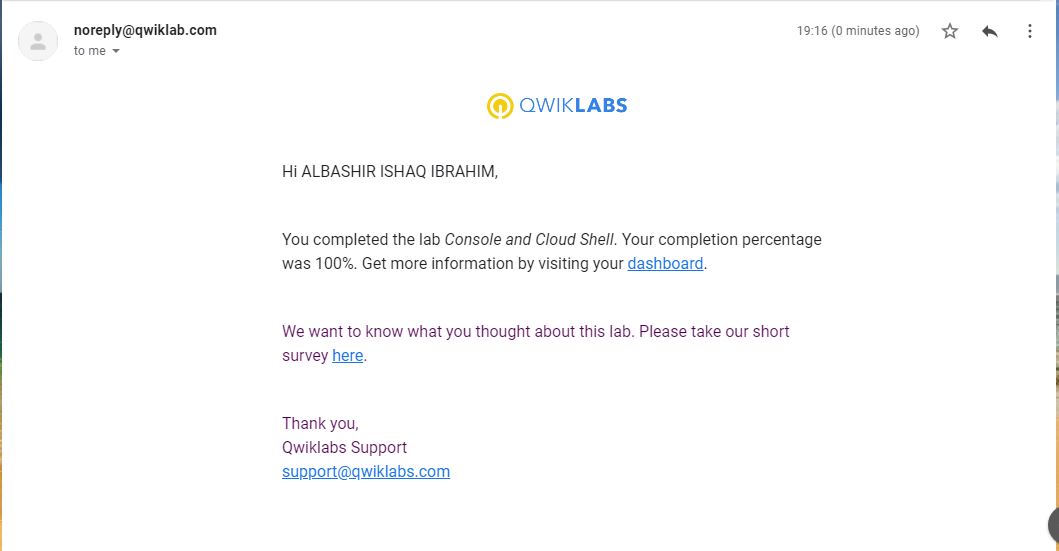 noreply@qwiklab.com
19:16 (0 minutes ago)
to me
QWIKLABS
Hi ALBASHIR ISHAQ IBRAHIM,
You completed the lab Console and Cloud Shell. Your completion percentage
was 100%. Get more information by visiting your dashboard.
We want to know what you thought about this lab. Please take our short
survey here.
Thank you,
Qwiklabs Support
support@qwiklabs.com